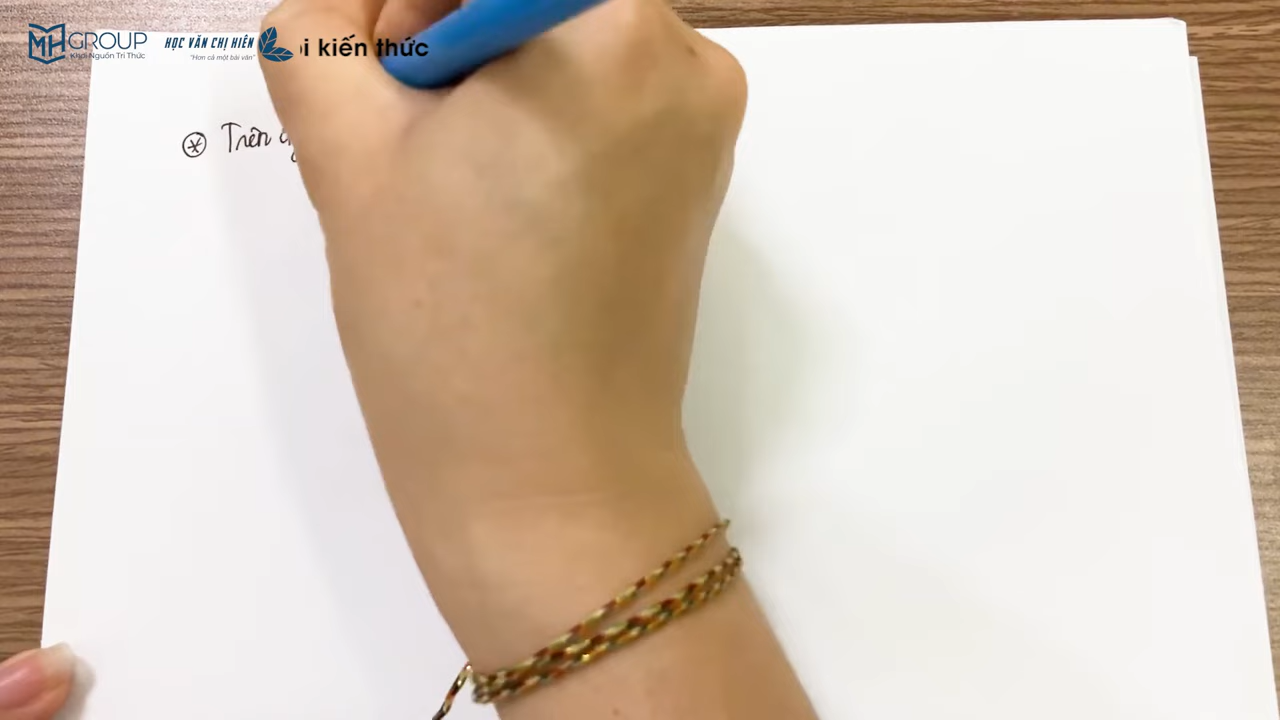 MH GROUP
Khơi Nguồn Tri Thức
HỌC VĂN CHỊ HIÊN
"Hơn cả một bài văn"
kiến thức
Trên